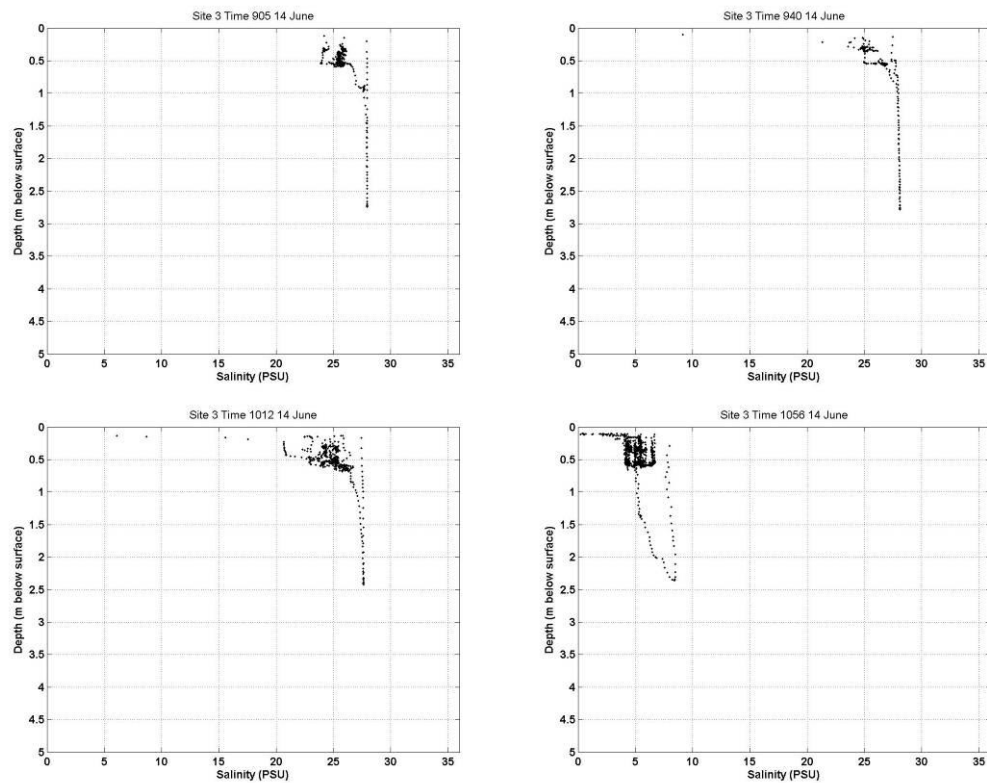 Site 3 Time 905 14 June
0
0.5
1
1.5
2
2.5
3
3.5
4
4.5
5
Depth (m below surface)
0 5 10 15 20 25 30 35
Salinity (PSU)
Site 3 Time 940 14 June
0
0.5
1
1.5
2
2.5
3
3.5
4
4.5
5
Depth (m below surface)
0 5 10 15 20 25 30 35
Salinity (PSU)
Site 3 Time 1012 14 June
0
0.5
1
1.5
2
2.5
3
3.5
4
4.5
5
Depth (m below surface)
0 5 10 15 20 25 30 35
Salinity (PSU)
Site 3 Time 1056 14 June
0
0.5
1
1.5
2
2.5
3
3.5
4
4.5
5
Depth (m below surface)
0 5 10 15 20 25 30 35
Salinity (PSU)